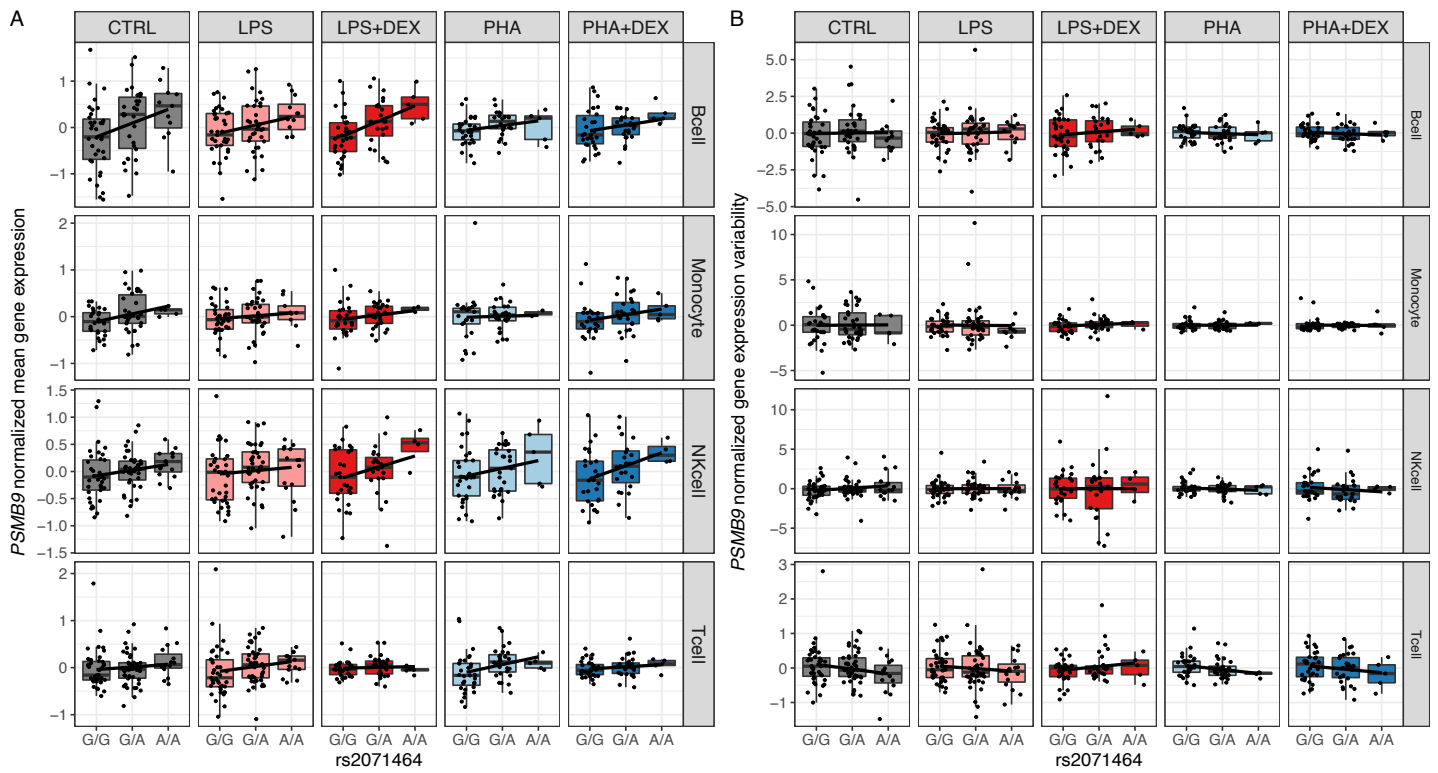 A
CTRL LPS LPS+DEX PHA PHA+DEX
PSMB9 normalized mean gene expression
1
0
−1
Bcell
2
1
0
−1
Monocyte
1.5
1.0
0.5
0.0
−0.5
−1.0
−1.5
NKcell
2
1
0
−1
Tcell
G/G G/A A/A G/G G/A A/A G/G G/A A/A G/G G/A A/A G/G G/A A/A
rs2071464
B
CTRL LPS LPS+DEX PHA PHA+DEX
PSMB9 normalized gene expression variability
5.0
2.5
0.0
−2.5
−5.0
Bcell
10
5
0
−5
Monocyte
10
5
0
−5
NKcell
3
2
1
0
−1
Tcell
G/G G/A A/A G/G G/A A/A G/G G/A A/A G/G G/A A/A G/G G/A A/A
rs2071464